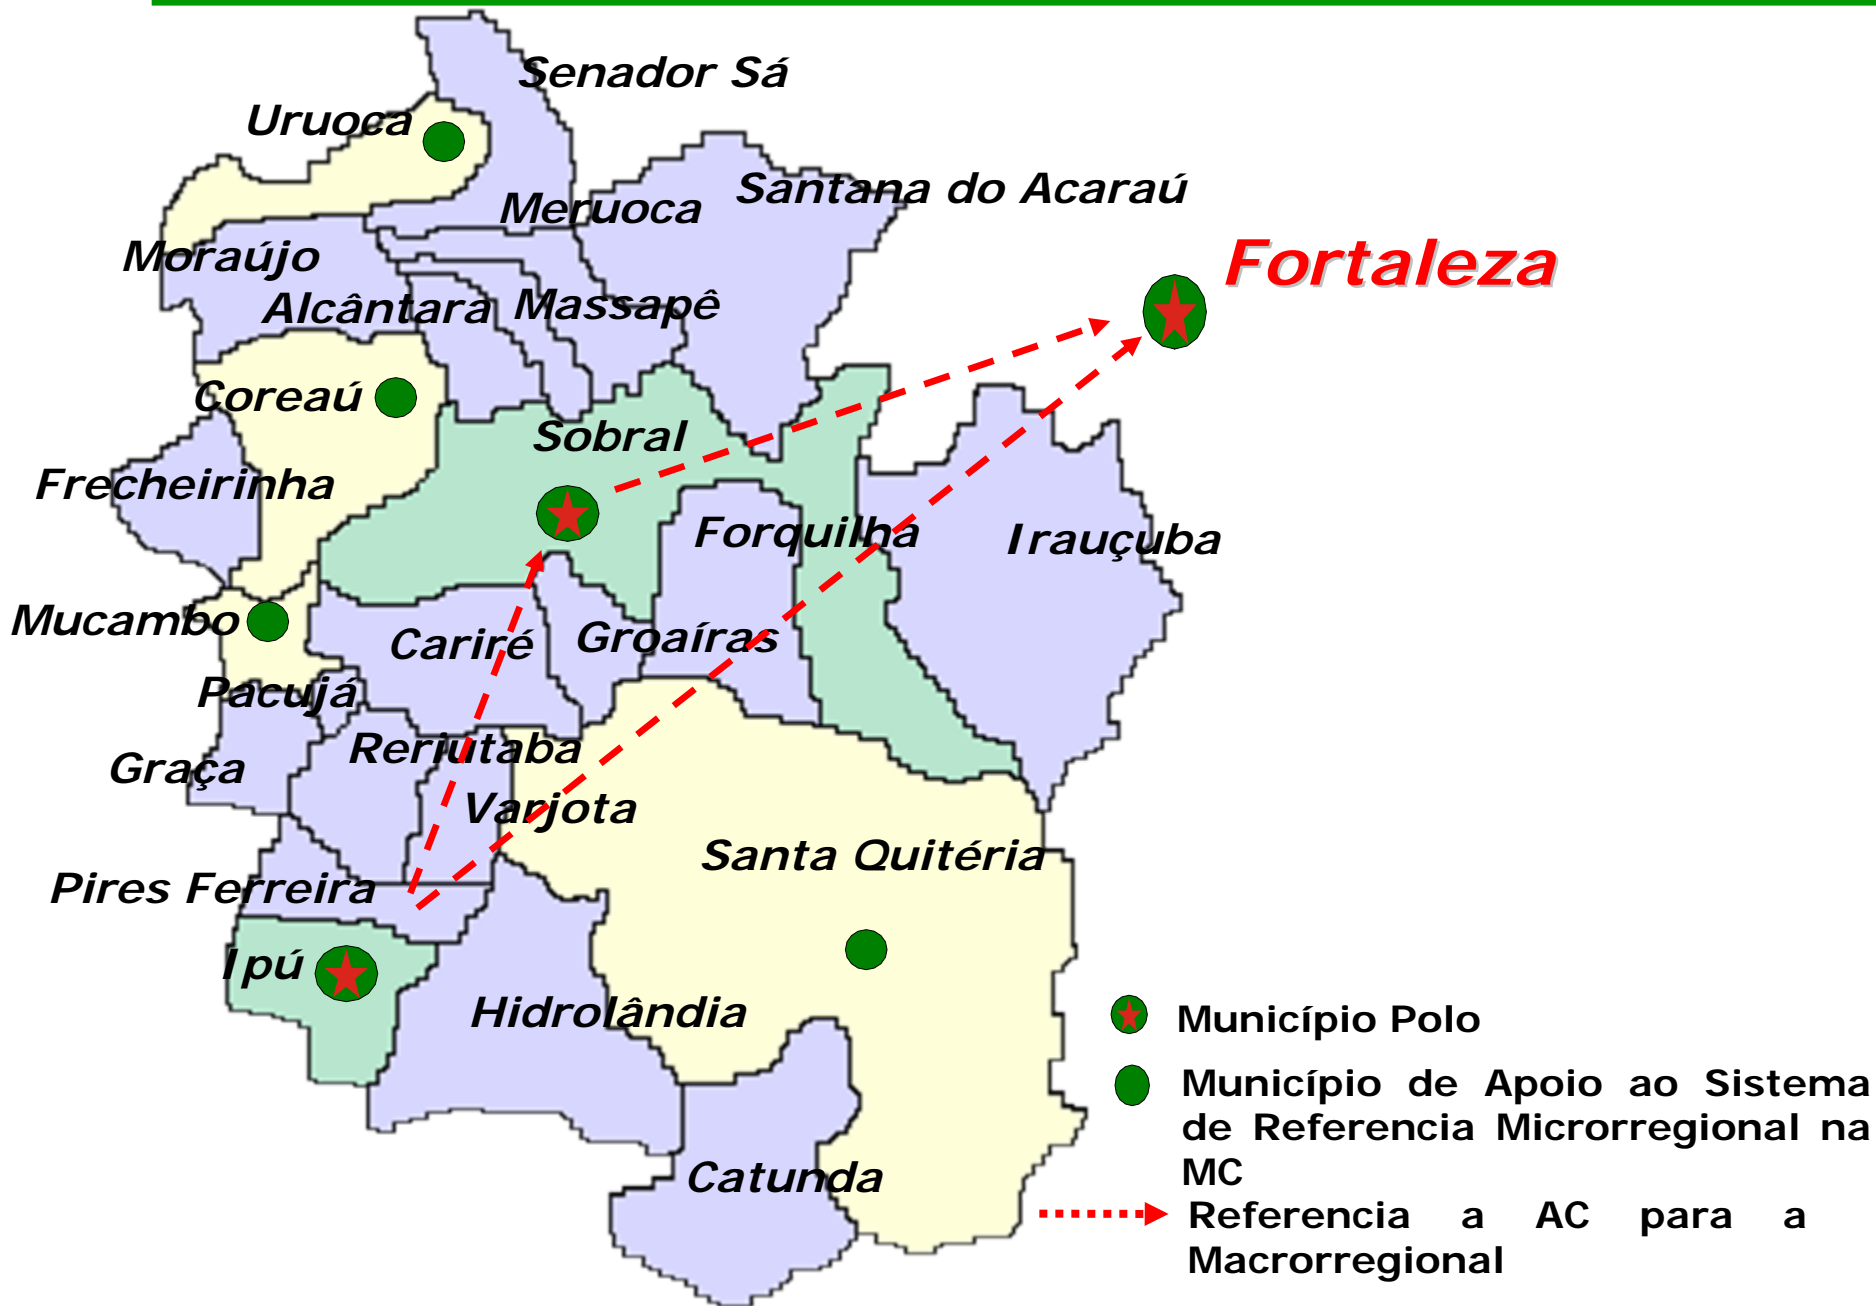 Senador Sá
Uruoca
Santana do Acaraú
Meruoca
Moraújo
Fortaleza
Alcântara
Massapê
Coreaú
Sobral
Frecheirinha
Forquilha
Irauçuba
Mucambo
Cariré
Groaíras
Pacujá
Reriutaba
Graça
Varjota
Santa Quitéria
Pires Ferreira
Ipú
Hidrolândia
Catunda
Município Polo
Município de Apoio ao Sistema
de Referencia Microrregional na
MC
Referencia a AC para a
Macrorregional